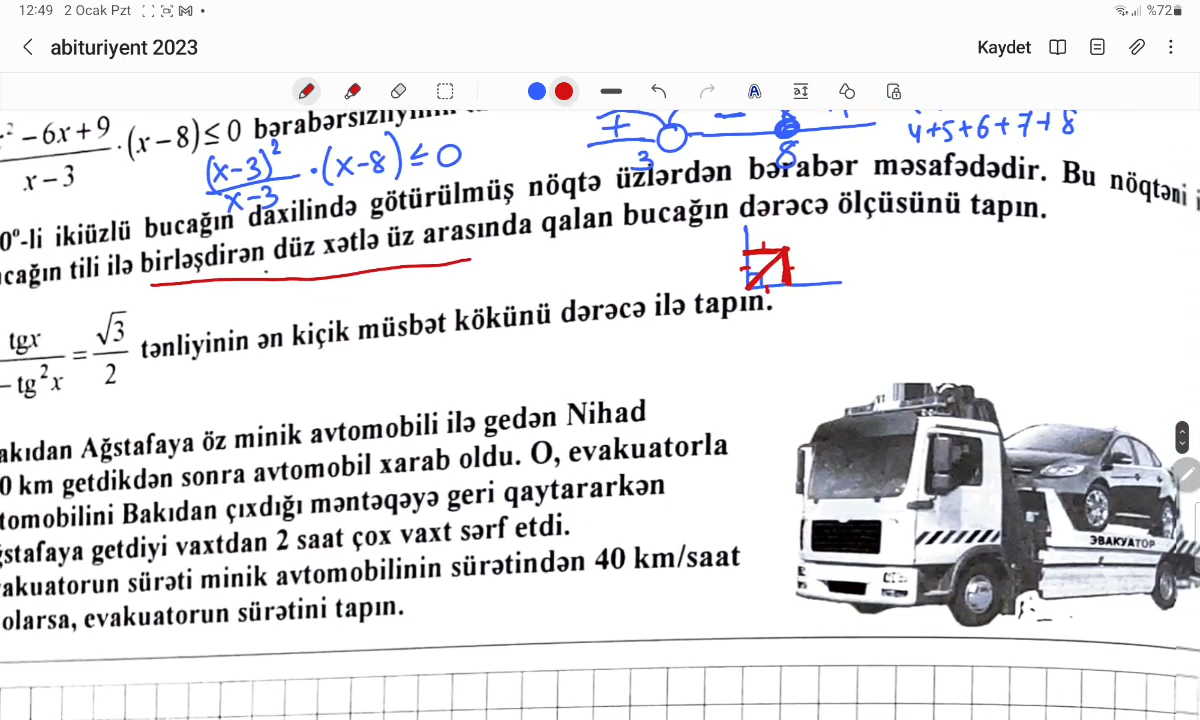 12:49 2 Ocak Pzt %72
abituriyent 2023 Kaydet
² – 6x + 9 / x – 3 · (x – 8) ≤ 0
+ – 4+5+6+7+8
3 8
(x-3)² / x-3 · (x-8) ≤ 0
0º-li ikiüzlü bucağın daxilində götürülmüş nöqtə üzlərdən bərabər məsafədədir. Bu nöqtəni
cağın tili ilə birləşdirən düz xətlə üz arasında qalan bucağın dərəcə ölçüsünü tapın.
tgx / – tg²x = √3 / 2 tənliyinin ən kiçik müsbət kökünü dərəcə ilə tapın.
akıdan Ağstafaya öz minik avtomobili ilə gedən Nihad
0 km getdikdən sonra avtomobil xarab oldu. O, evakuatorla
tomobilini Bakıdan çıxdığı məntəqəyə geri qaytararkən
stafaya getdiyi vaxtdan 2 saat çox vaxt sərf etdi.
akuatorun sürəti minik avtomobilinin sürətindən 40 km/saat
olarsa, evakuatorun sürətini tapın.
ЭВАКУАТОР